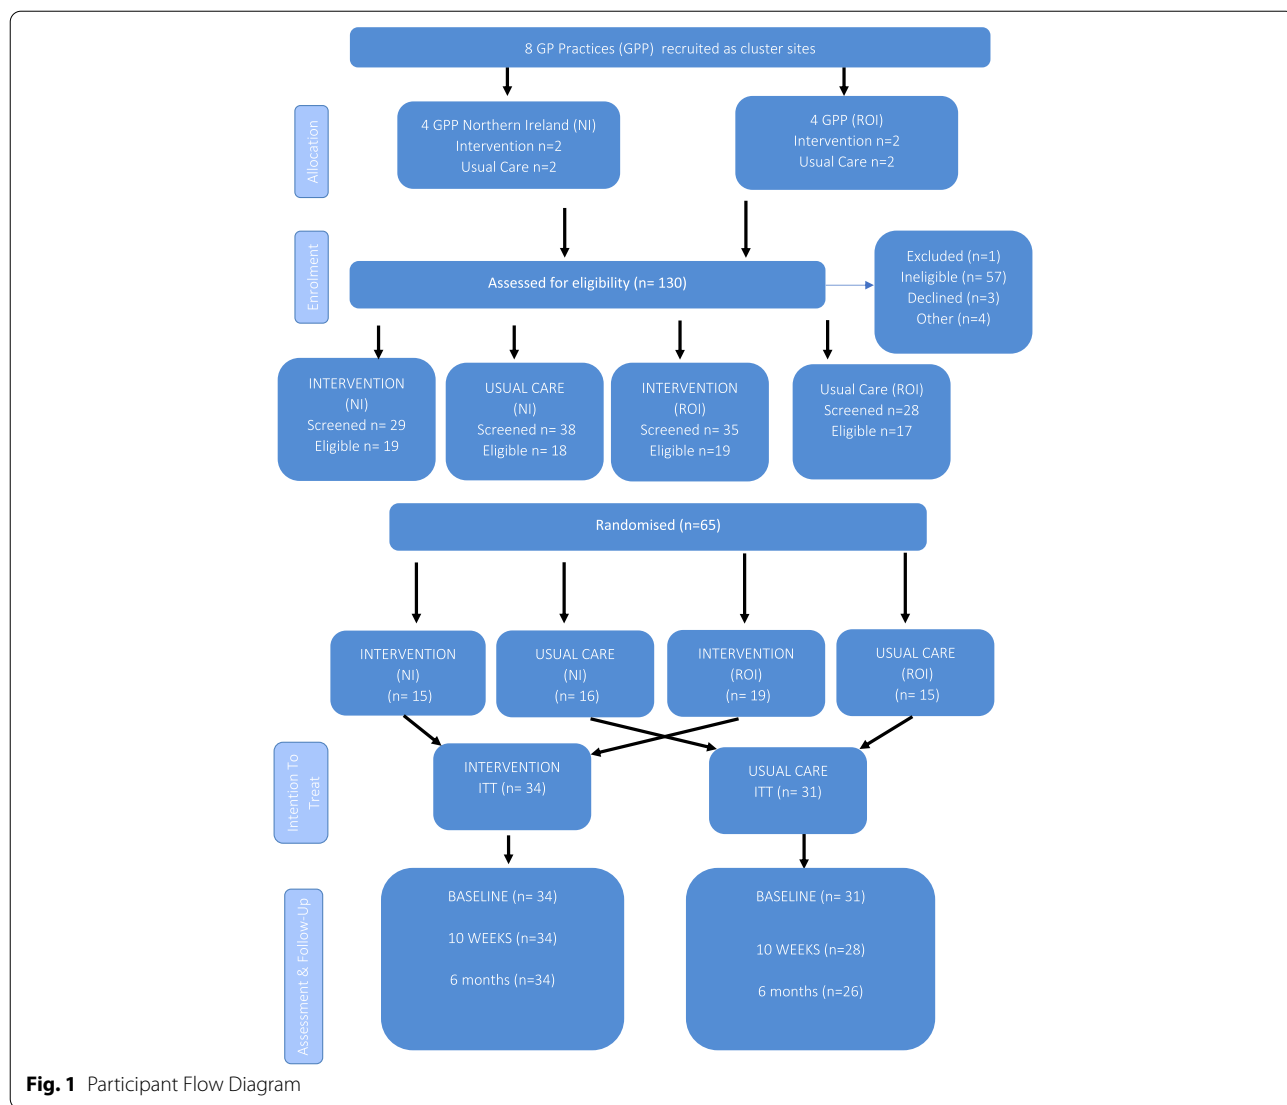 8 GP Practices (GPP) recruited as cluster sites
Allocation
4 GPP Northern Ireland (NI)
Intervention n=2
Usual Care n=2
4 GPP (ROI)
Intervention n=2
Usual Care n=2
Enrolment
Assessed for eligibility (n= 130)
Excluded (n=1)
Ineligible (n= 57)
Declined (n=3)
Other (n=4)
INTERVENTION
(NI)
Screened n= 29
Eligible n= 19
USUAL CARE
(NI)
Screened n= 38
Eligible n= 18
INTERVENTION
(ROI)
Screened n= 35
Eligible n=19
Usual Care (ROI)
Screened n=28
Eligible n=17
Randomised (n=65)
INTERVENTION
(NI)
(n= 15)
USUAL CARE
(NI)
(n= 16)
INTERVENTION
(ROI)
(n= 19)
USUAL CARE
(ROI)
(n= 15)
Intention To
Treat
INTERVENTION
ITT (n= 34)
USUAL CARE
ITT (n= 31)
Assessment & Follow-Up
BASELINE (n= 34)
10 WEEKS (n=34)
6 months (n=34)
BASELINE (n= 31)
10 WEEKS (n=28)
6 months (n=26)
Fig. 1 Participant Flow Diagram